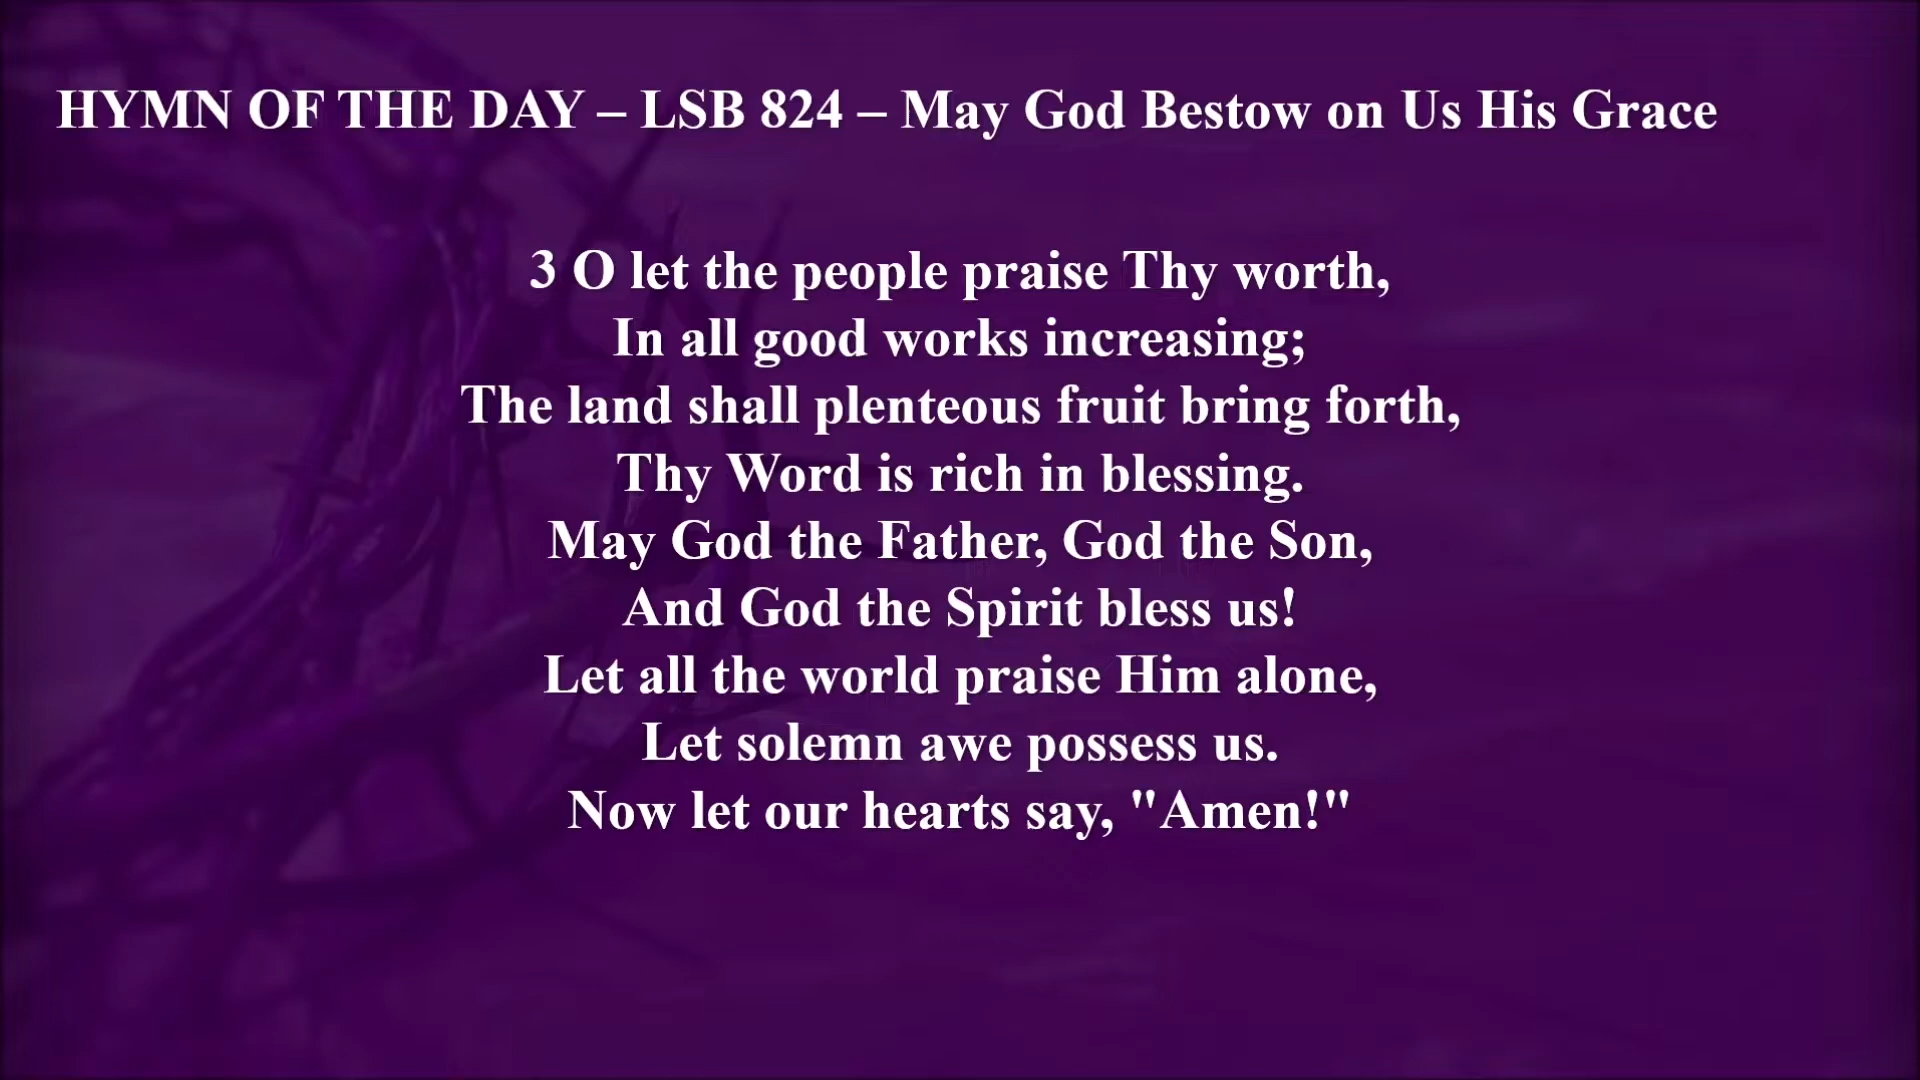 HYMN OF THE DAY – LSB 824 – May God Bestow on Us His Grace
3 O let the people praise Thy worth,
In all good works increasing;
The land shall plenteous fruit bring forth,
Thy Word is rich in blessing.
May God the Father, God the Son,
And God the Spirit bless us!
Let all the world praise Him alone,
Let solemn awe possess us.
Now let our hearts say, "Amen!"